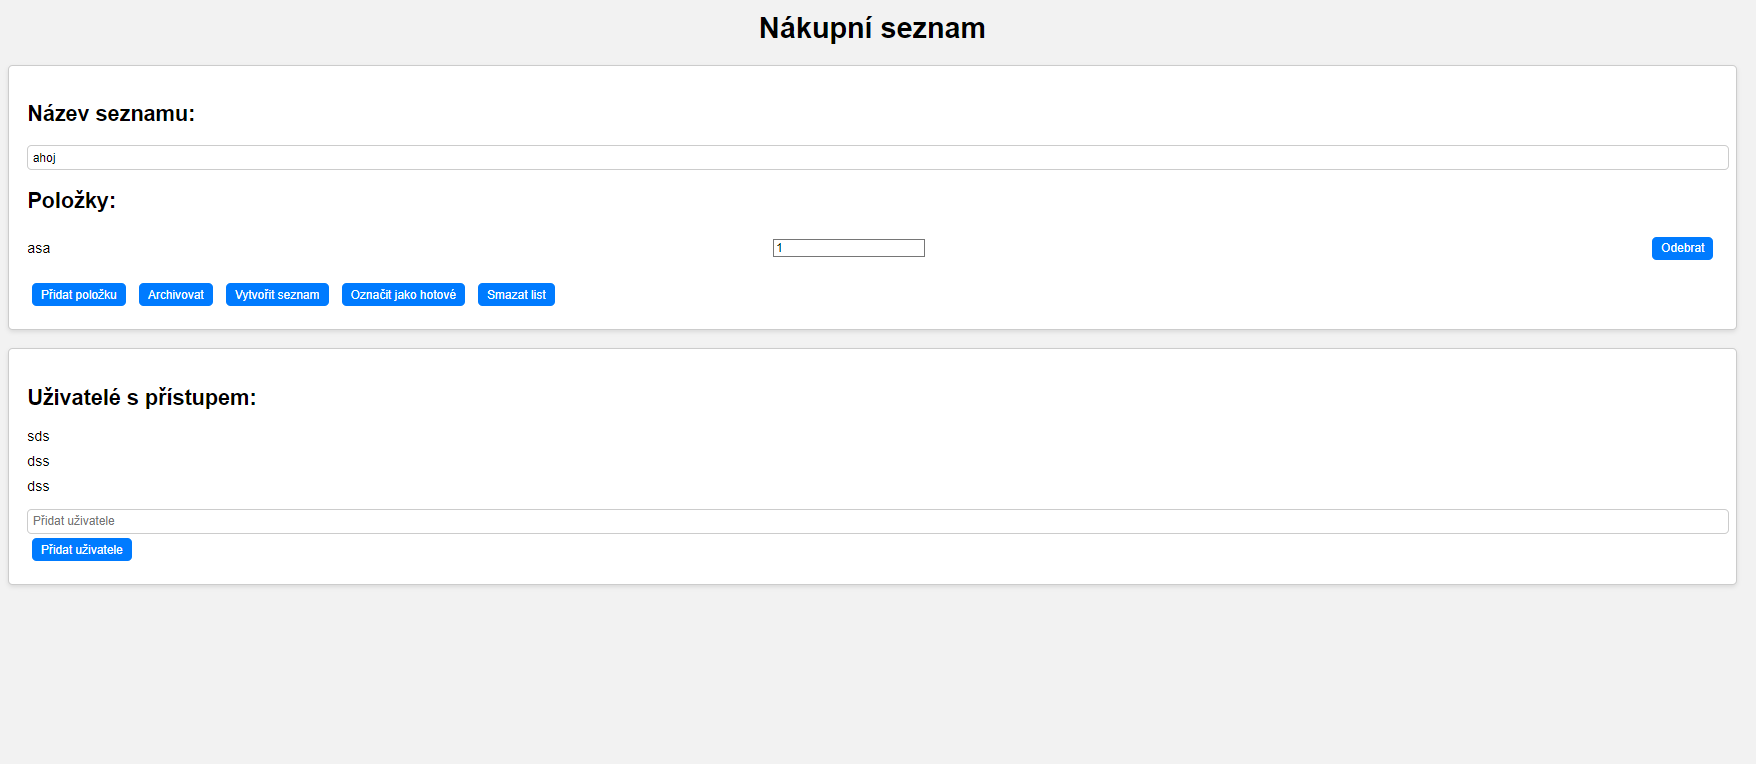 Nákupní seznam
Název seznamu:
ahoj
Položky:
asa 1 Odebrat
Přidat položku Archivovat Vytvořit seznam Označit jako hotové Smazat list
Uživatelé s přístupem:
sds
dss
dss
Přidat uživatele
Přidat uživatele